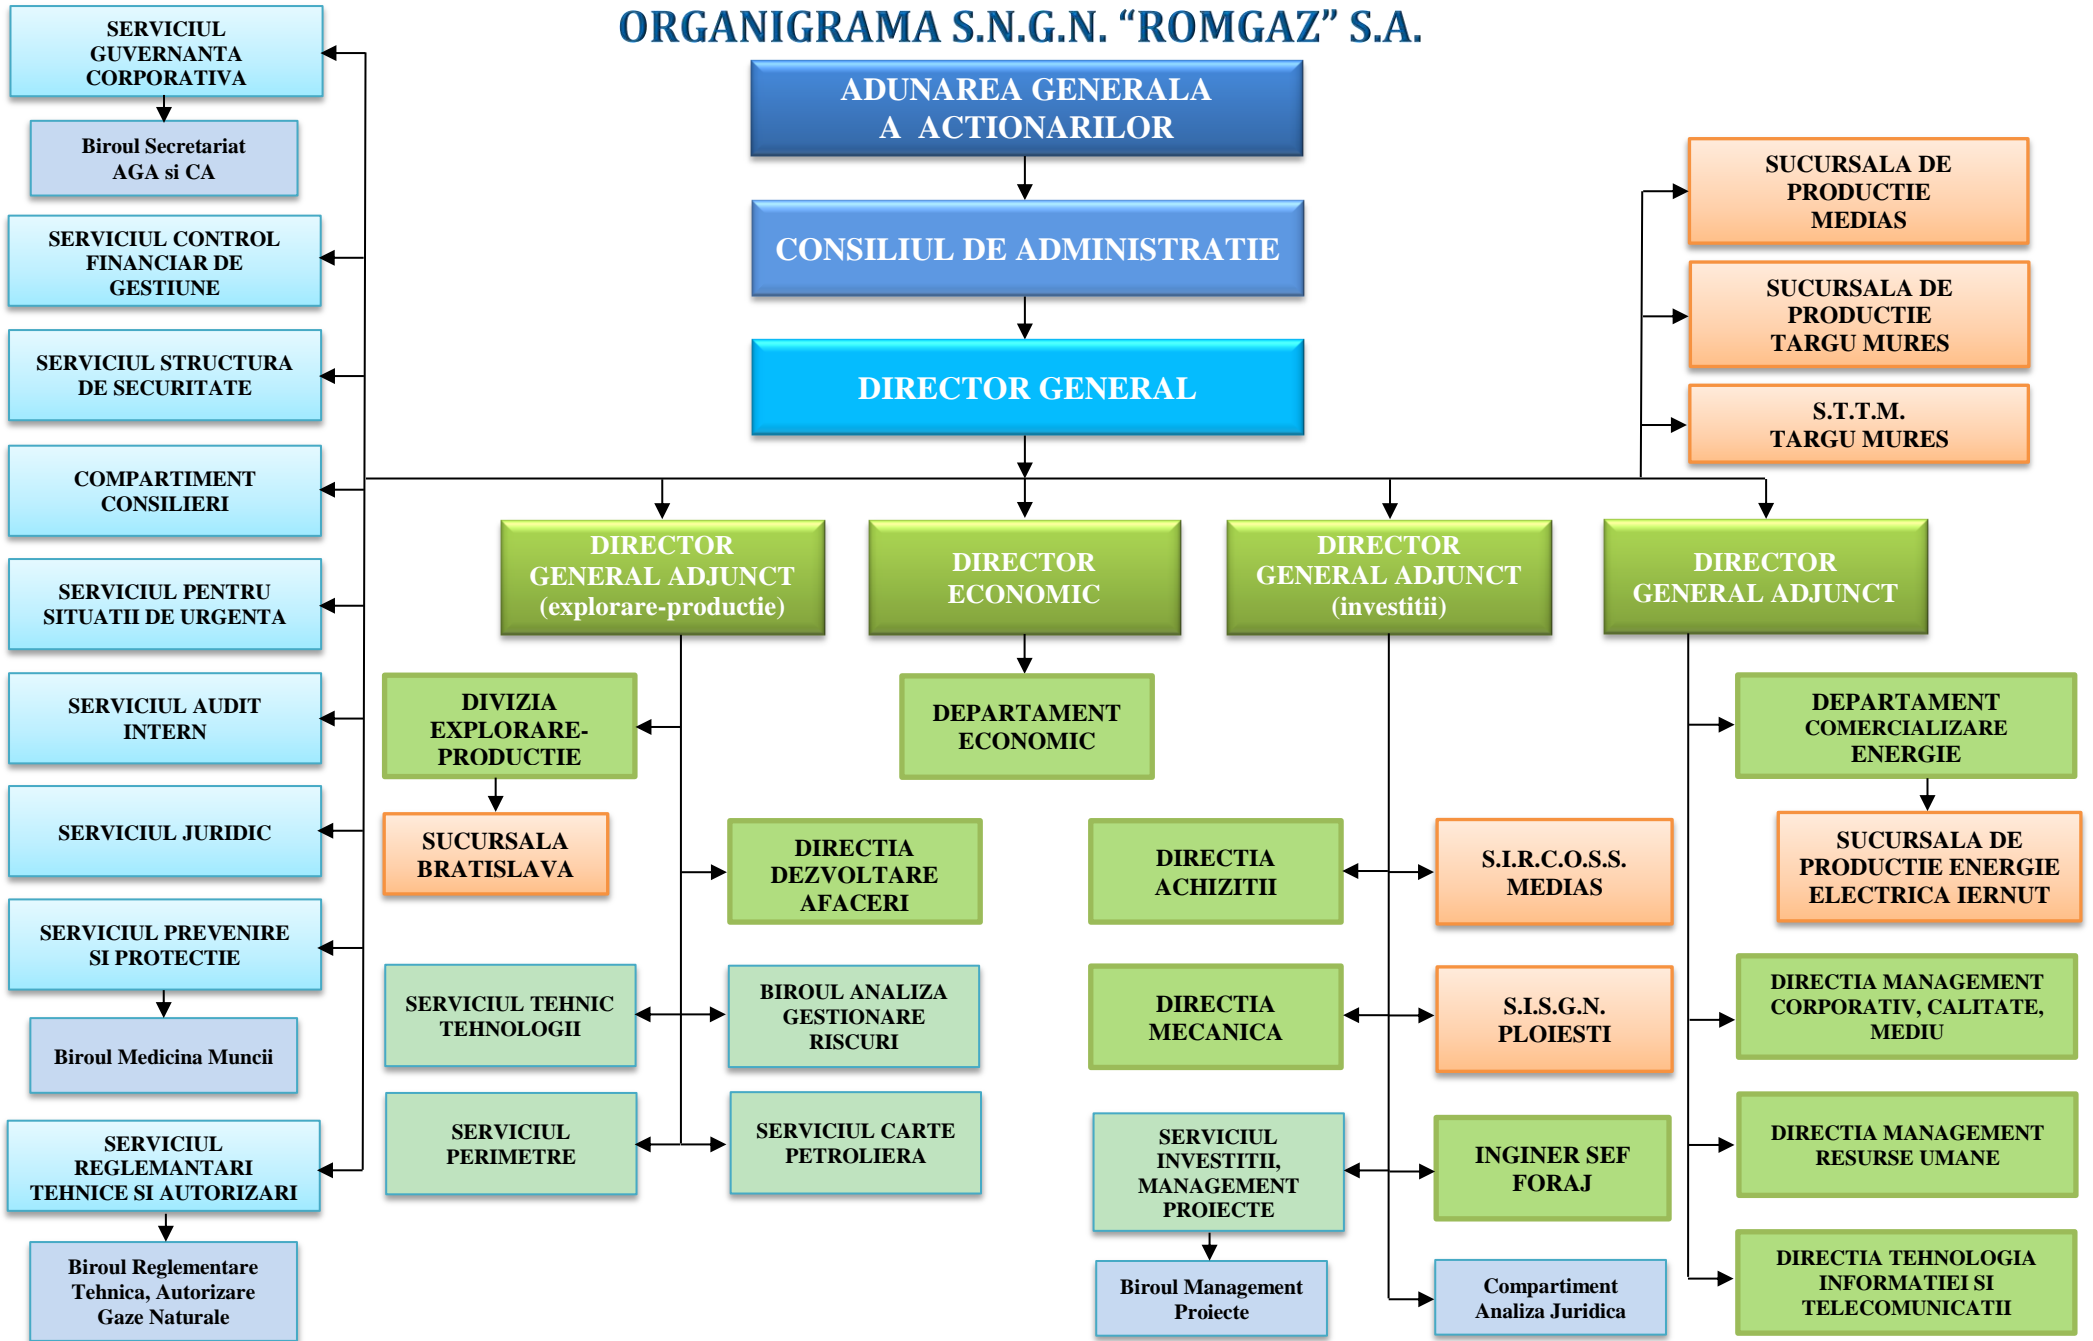 ORGANIGRAMA S.N.G.N. “ROMGAZ” S.A.
ADUNAREA GENERALA
A ACTIONARILOR
CONSILIUL DE ADMINISTRATIE
DIRECTOR GENERAL
SERVICIUL
GUVERNANTA
CORPORATIVA
Biroul Secretariat
AGA si CA
SERVICIUL CONTROL
FINANCIAR DE
GESTIUNE
SERVICIUL STRUCTURA
DE SECURITATE
COMPARTIMENT
CONSILIERI
SERVICIUL PENTRU
SITUATII DE URGENTA
SERVICIUL AUDIT
INTERN
SERVICIUL JURIDIC
SERVICIUL PREVENIRE
SI PROTECTIE
Biroul Medicina Muncii
SERVICIUL
REGLEMANTARI
TEHNICE SI AUTORIZARI
Biroul Reglementare
Tehnica, Autorizare
Gaze Naturale
SUCURSALA DE
PRODUCTIE
MEDIAS
SUCURSALA DE
PRODUCTIE
TARGU MURES
S.T.T.M.
TARGU MURES
DIRECTOR
GENERAL ADJUNCT
(explorare-productie)
DIVIZIA
EXPLORARE-
PRODUCTIE
SUCURSALA
BRATISLAVA
DIRECTIA
DEZVOLTARE
AFACERI
SERVICIUL TEHNIC
TEHNOLOGII
BIROUL ANALIZA
GESTIONARE
RISCURI
SERVICIUL
PERIMETRE
SERVICIUL CARTE
PETROLIERA
DIRECTOR
ECONOMIC
DEPARTAMENT
ECONOMIC
DIRECTOR
GENERAL ADJUNCT
(investitii)
DIRECTIA
ACHIZITII
S.I.R.C.O.S.S.
MEDIAS
DIRECTIA
MECANICA
S.I.S.G.N.
PLOIESTI
SERVICIUL
INVESTITII,
MANAGEMENT
PROIECTE
INGINER SEF
FORAJ
Biroul Management
Proiecte
Compartiment
Analiza Juridica
DIRECTOR
GENERAL ADJUNCT
DEPARTAMENT
COMERCIALIZARE
ENERGIE
SUCURSALA DE
PRODUCTIE ENERGIE
ELECTRICA IERNUT
DIRECTIA MANAGEMENT
CORPORATIV, CALITATE,
MEDIU
DIRECTIA MANAGEMENT
RESURSE UMANE
DIRECTIA TEHNOLOGIA
INFORMATIEI SI
TELECOMUNICATII